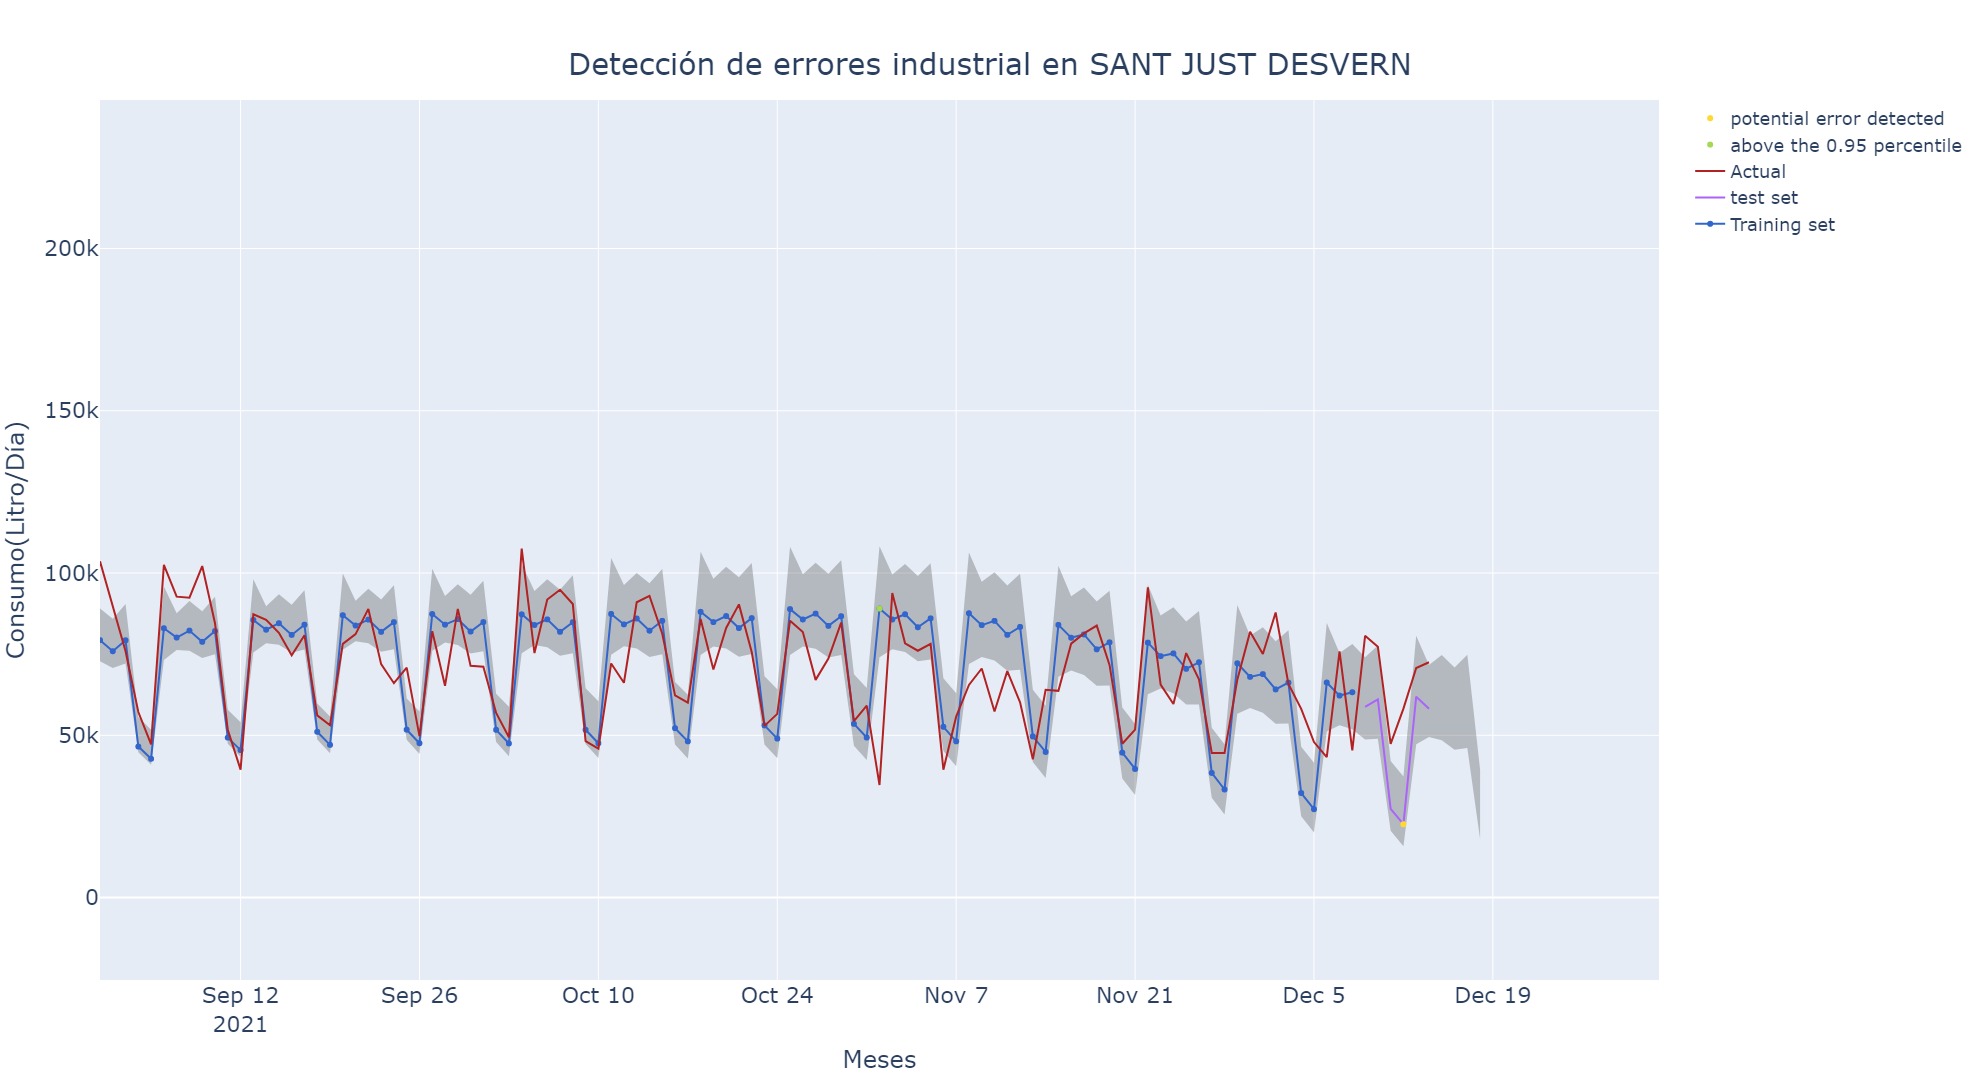 Detección de errores industrial en SANT JUST DESVERN
potential error detected
above the 0.95 percentile
Actual
test set
Training set
Consumo(Litro/Día)
200k
150k
100k
50k
0
Sep 12
2021
Sep 26
Oct 10
Oct 24
Nov 7
Nov 21
Dec 5
Dec 19
Meses